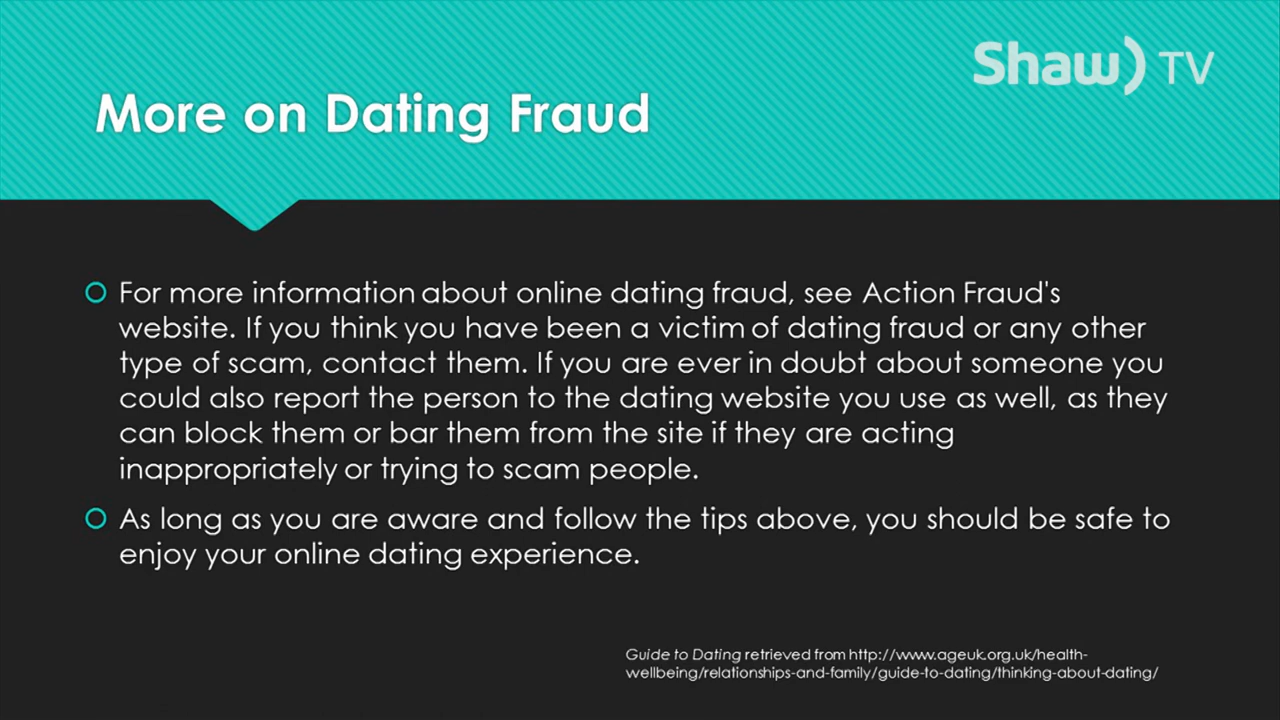 Shaw) TV
More on Dating Fraud
For more information about online dating fraud, see Action Fraud's
website. If you think you have been a victim of dating fraud or any other
type of scam, contact them. If you are ever in doubt about someone you
could also report the person to the dating website you use as well, as they
can block them or bar them from the site if they are acting
inappropriately or trying to scam people.
As long as you are aware and follow the tips above, you should be safe to
enjoy your online dating experience.
Guide to Dating retrieved from http://www.ageuk.org.uk/health-
wellbeing/relationships-and-family/guide-to-dating/thinking-about-dating/